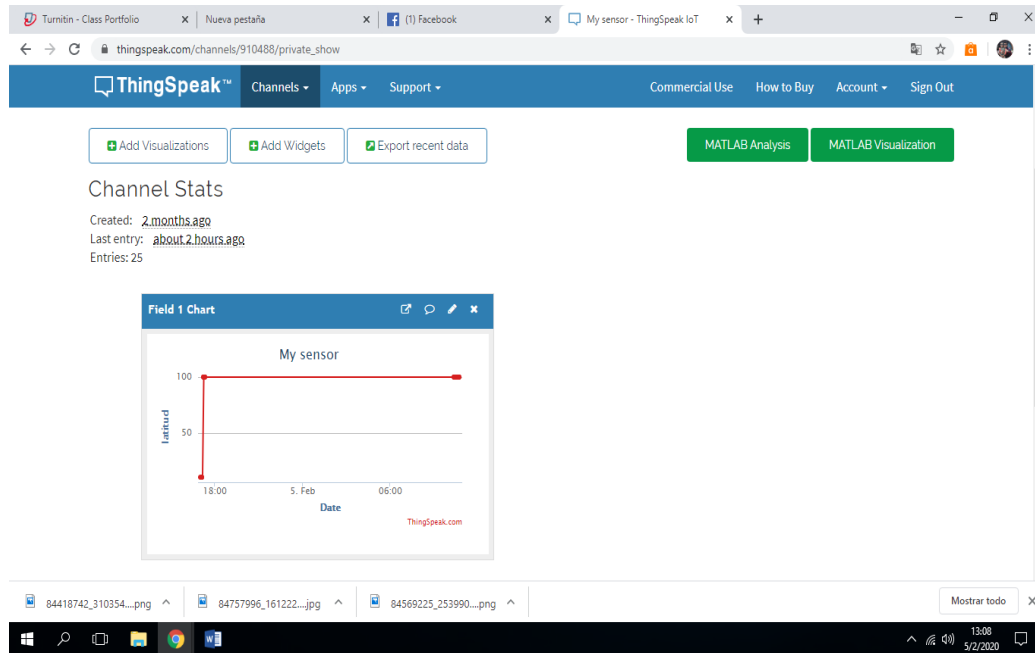 Turnitin - Class Portfolio
Nueva pestaña
(1) Facebook
My sensor - ThingSpeak IoT
thingspeak.com/channels/910488/private_show
ThingSpeak™ Channels Apps Support Commercial Use How to Buy Account Sign Out
Add Visualizations Add Widgets Export recent data MATLAB Analysis MATLAB Visualization
Channel Stats
Created: 2 months ago
Last entry: about 2 hours ago
Entries: 25
Field 1 Chart
My sensor
100
50
latitud
18:00 5. Feb 06:00
Date
ThingSpeak.com
84418742_310354....png 84757996_161222....jpg 84569225_253990....png Mostrar todo
13:08
5/2/2020